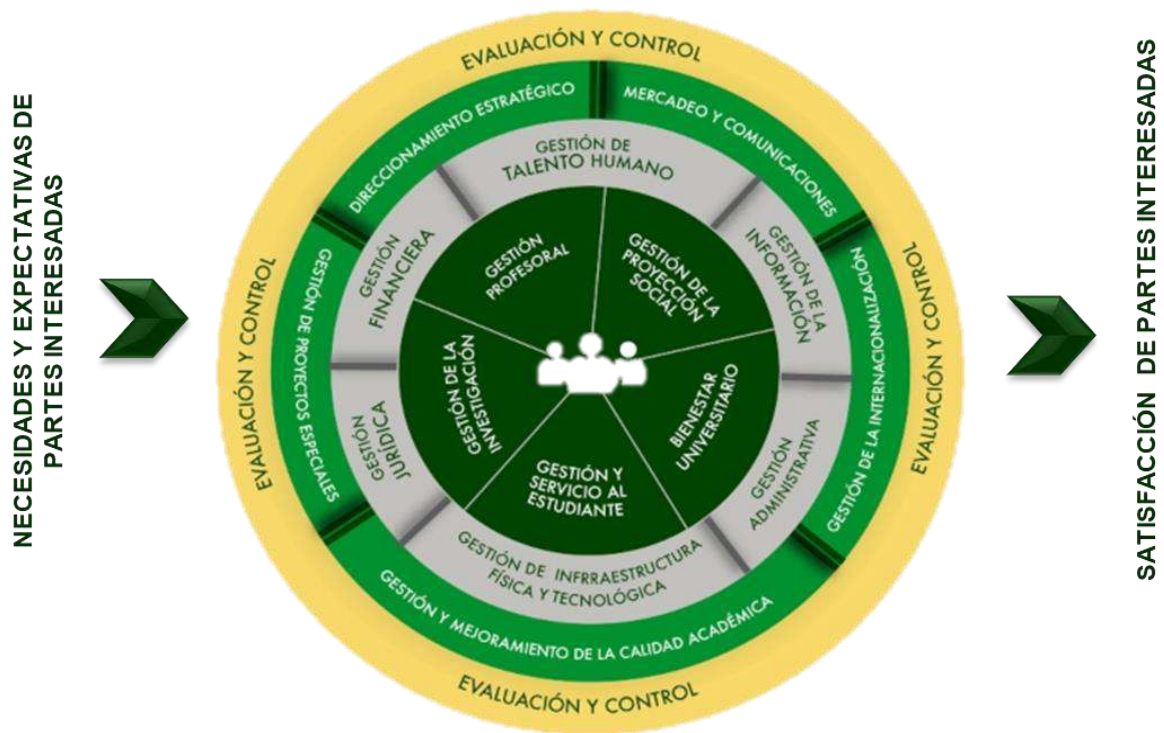 NECESIDADES Y EXPECTATIVAS DE
PARTES INTERESADAS
EVALUACIÓN Y CONTROL
EVALUACIÓN Y CONTROL
EVALUACIÓN Y CONTROL
EVALUACIÓN Y CONTROL
DIRECCIONAMIENTO ESTRATÉGICO
MERCADEO Y COMUNICACIONES
GESTIÓN DE LA INTERNACIONALIZACIÓN
GESTIÓN Y MEJORAMIENTO DE LA CALIDAD ACADÉMICA
GESTIÓN DE PROYECTOS ESPECIALES
GESTIÓN DE
TALENTO HUMANO
GESTIÓN DE LA
INFORMACIÓN
GESTIÓN
ADMINISTRATIVA
GESTIÓN DE INFRRAESTRUCTURA
FÍSICA Y TECNOLÓGICA
GESTIÓN
JURÍDICA
GESTIÓN
FINANCIERA
GESTIÓN
PROFESORAL
GESTIÓN DE LA
PROYECCIÓN
SOCIAL
BIENESTAR
UNIVERSITARIO
GESTIÓN Y
SERVICIO AL
ESTUDIANTE
GESTIÓN DE LA
INVESTIGACIÓN
SATISFACCIÓN DE PARTES INTERESADAS